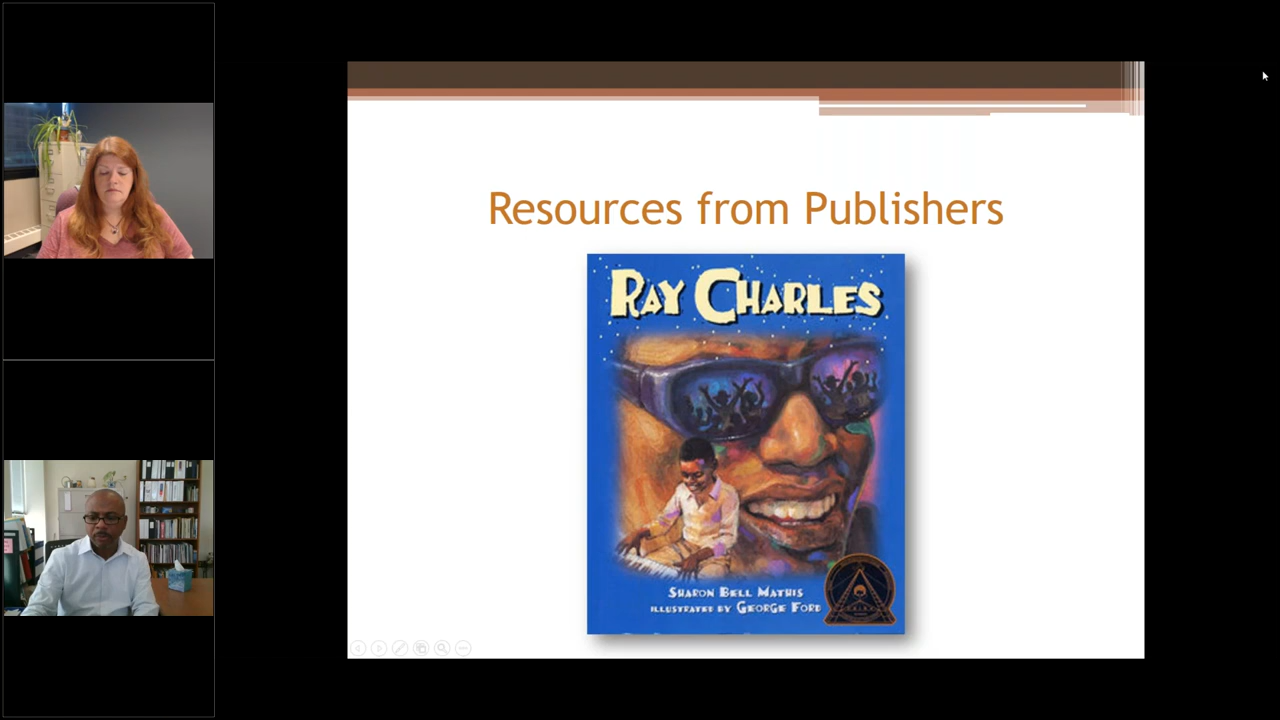 Resources from Publishers
RAY CHARLES
SHARON BELL MATHIS
ILLUSTRATED BY GEORGE FORD